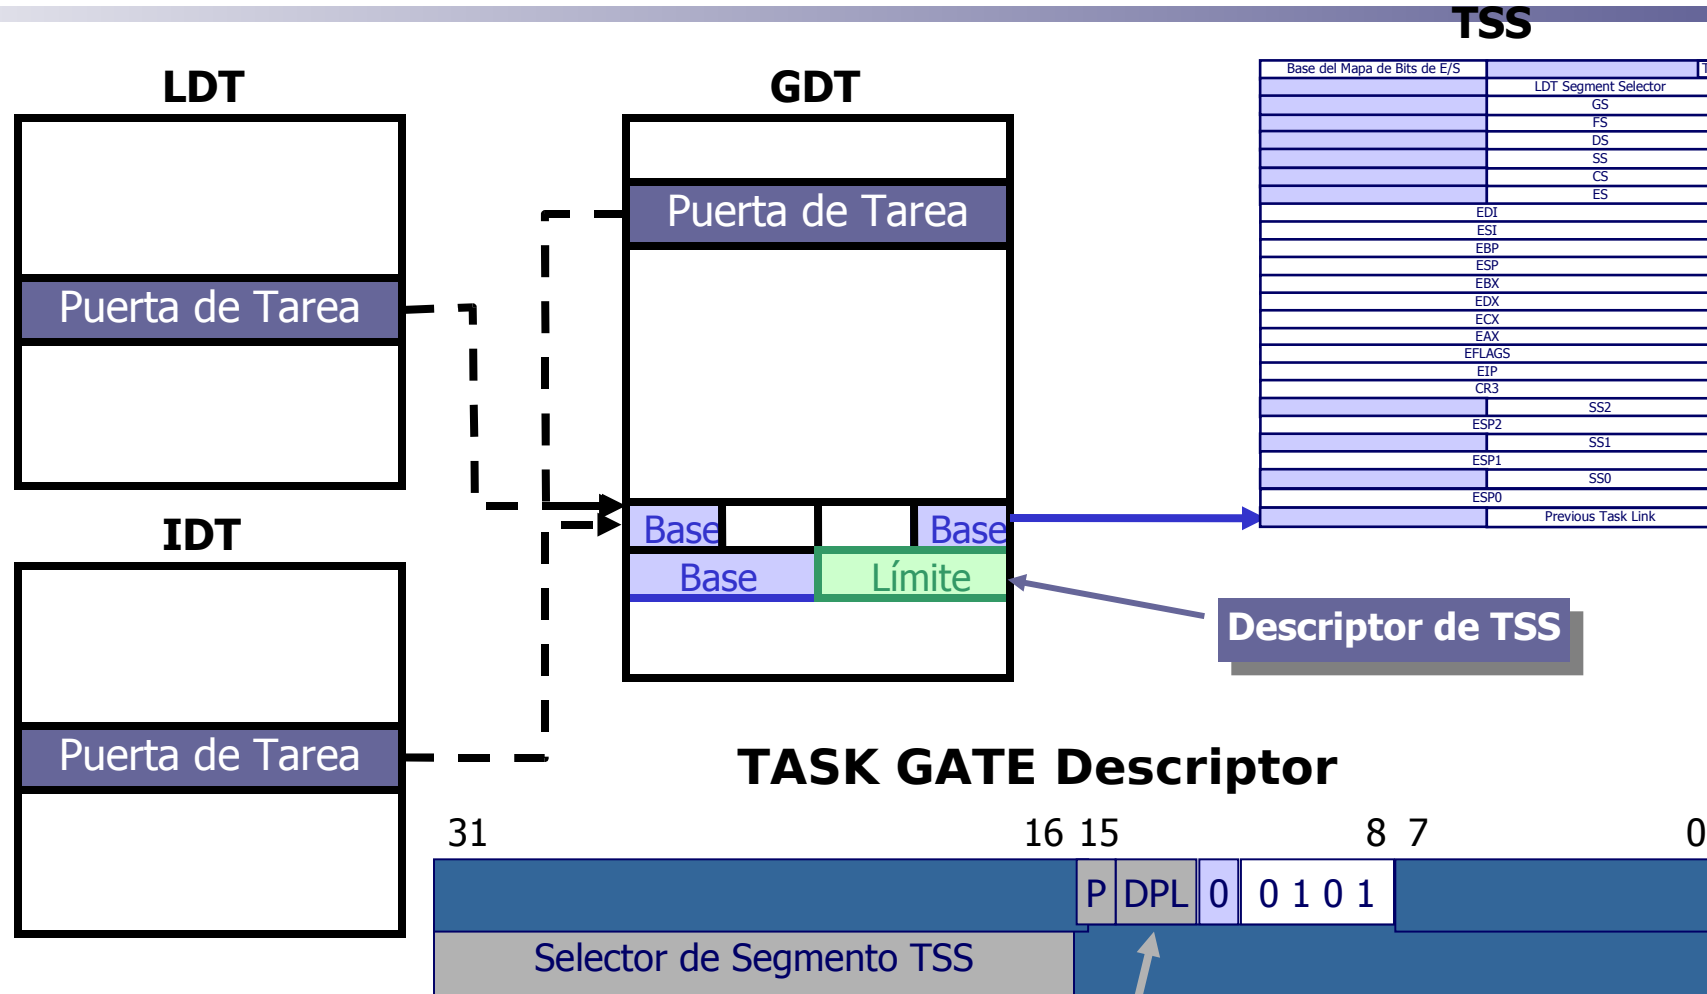 TSS
LDT
GDT
Base del Mapa de Bits de E/S T
LDT Segment Selector
GS
FS
DS
SS
CS
ES
EDI
ESI
EBP
ESP
EBX
EDX
ECX
EAX
EFLAGS
EIP
CR3
SS2
ESP2
SS1
ESP1
SS0
ESP0
Previous Task Link
Puerta de Tarea
Puerta de Tarea
Base Base
Base Límite
Descriptor de TSS
IDT
Puerta de Tarea
TASK GATE Descriptor
31 16 15 8 7 0
P DPL 0 0 1 0 1
Selector de Segmento TSS